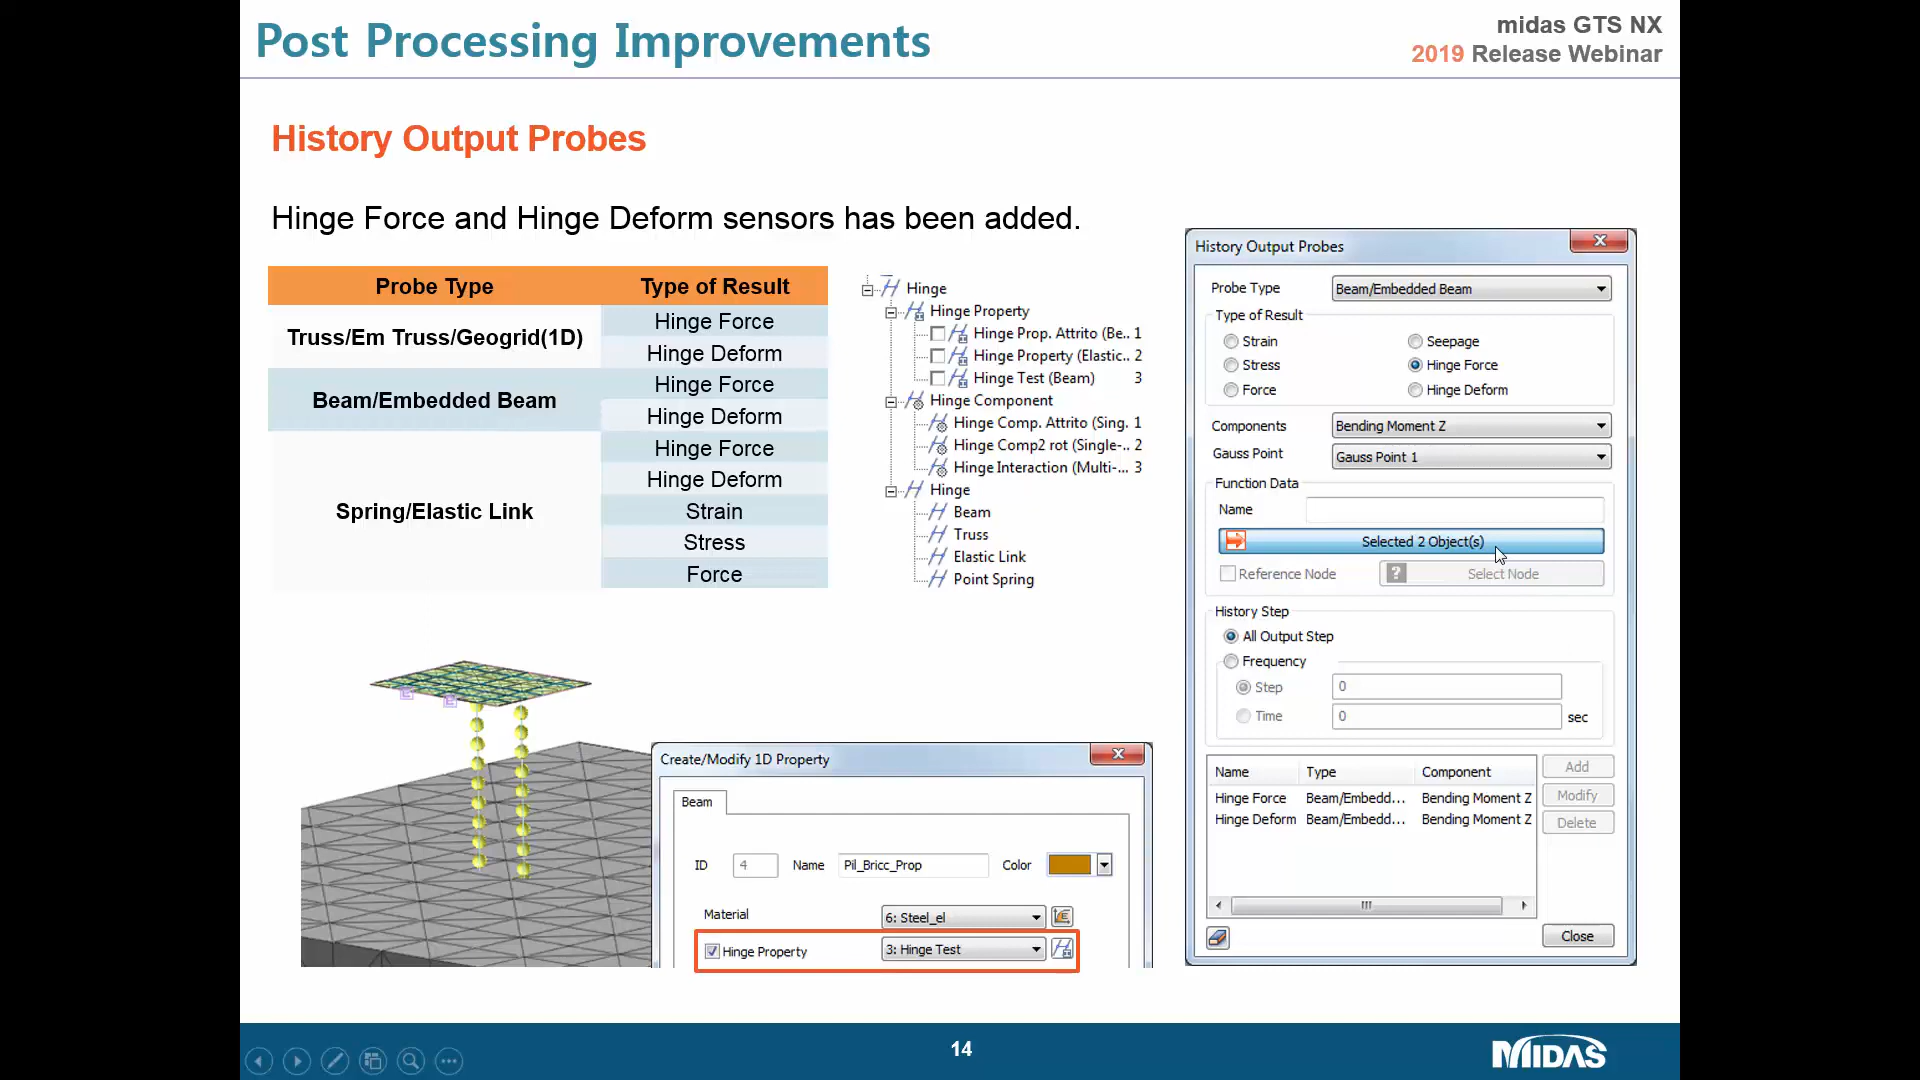 Post Processing Improvements
midas GTS NX
2019 Release Webinar
History Output Probes
Hinge Force and Hinge Deform sensors has been added.
Probe Type
Type of Result
Truss/Em Truss/Geogrid(1D)
Hinge Force
Hinge Deform
Beam/Embedded Beam
Hinge Force
Hinge Deform
Spring/Elastic Link
Hinge Force
Hinge Deform
Strain
Stress
Force
Hinge
Hinge Property
Hinge Prop. Attrito (Be.. 1
Hinge Property (Elastic.. 2
Hinge Test (Beam) 3
Hinge Component
Hinge Comp. Attrito (Sing. 1
Hinge Comp2 rot (Single-.. 2
Hinge Interaction (Multi-... 3
Hinge
Beam
Truss
Elastic Link
Point Spring
Create/Modify 1D Property
Beam
ID 4 Name Pil_Bricc_Prop Color
Material 6: Steel_el
Hinge Property 3: Hinge Test
History Output Probes
Probe Type Beam/Embedded Beam
Type of Result
Strain Seepage
Stress Hinge Force
Force Hinge Deform
Components Bending Moment Z
Gauss Point Gauss Point 1
Function Data
Name
Selected 2 Object(s)
Reference Node ? Select Node
History Step
All Output Step
Frequency
Step 0
Time 0 sec
Name Type Component
Hinge Force Beam/Embedd... Bending Moment Z
Hinge Deform Beam/Embedd... Bending Moment Z
Add
Modify
Delete
Close
14
MIDAS